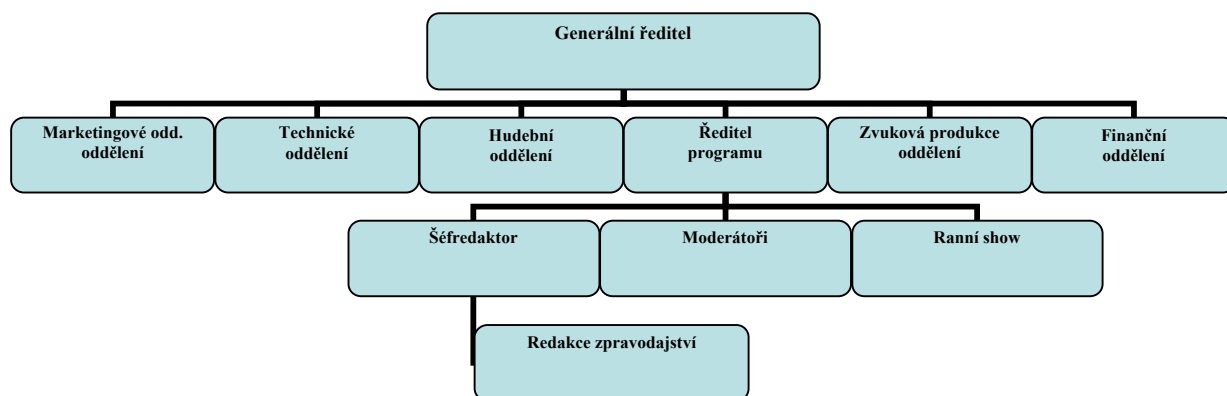 Generální ředitel
Marketingové odd.
oddělení
Technické
oddělení
Hudební
oddělení
Ředitel
programu
Zvuková produkce
oddělení
Finanční
oddělení
Šéfredaktor
Moderátoři
Ranní show
Redakce zpravodajství